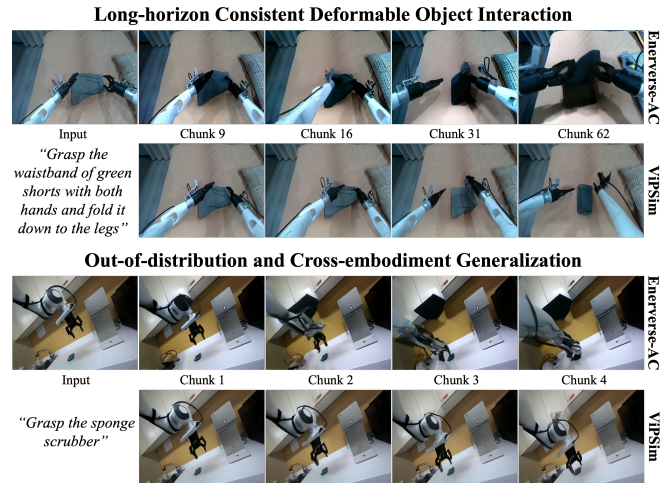 Long-horizon Consistent Deformable Object Interaction
Enerverse-AC
Input
Chunk 9
Chunk 16
Chunk 31
Chunk 62
“Grasp the
waistband of green
shorts with both
hands and fold it
down to the legs”
ViPSim
Out-of-distribution and Cross-embodiment Generalization
Enerverse-AC
Input
Chunk 1
Chunk 2
Chunk 3
Chunk 4
“Grasp the sponge
scrubber”
ViPSim